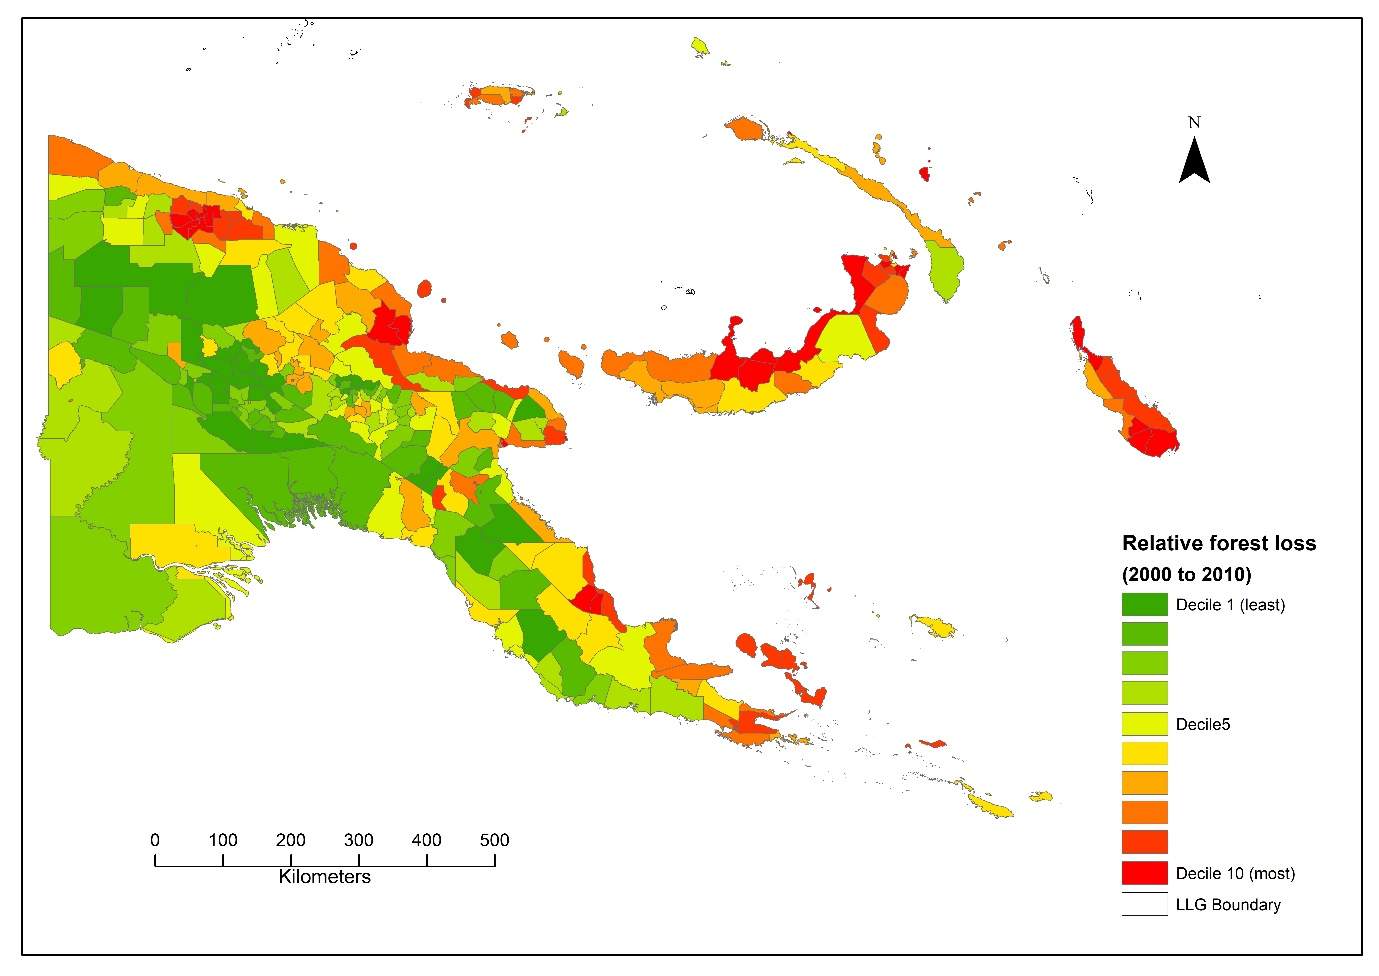 N
Relative forest loss
(2000 to 2010)
Decile 1 (least)
Decile5
Decile 10 (most)
LLG Boundary
0 100 200 300 400 500
Kilometers